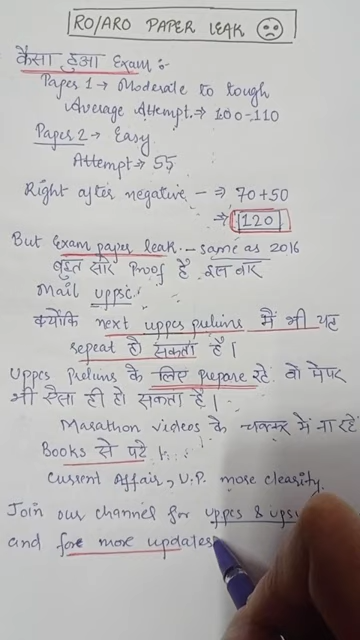 RO/ARO PAPER LEAK
कैसा हुआ Exam :-
Paper 1 → Moderate to tough
Average Attempt ⇒ 100-110
Paper 2 → Easy
Attempt ⇒ 55
Right after negative - ⇒ 70+50
⇒ 120
But Exam paper leak - same as 2016
बहुत सारे Proof हैं इस बार
Mail uppsc.
क्योंकि next uppcs prelims में भी यह
repeat हो सकता है।
Uppcs Prelims के लिए prepare रहे वो पेपर
भी ऐसा ही हो सकता है।
Marathon videos के चक्कर में ना रहे
Books से पढे।
Current Affair, U.P. more clearity.
Join our channel for uppcs &
and fore more updates